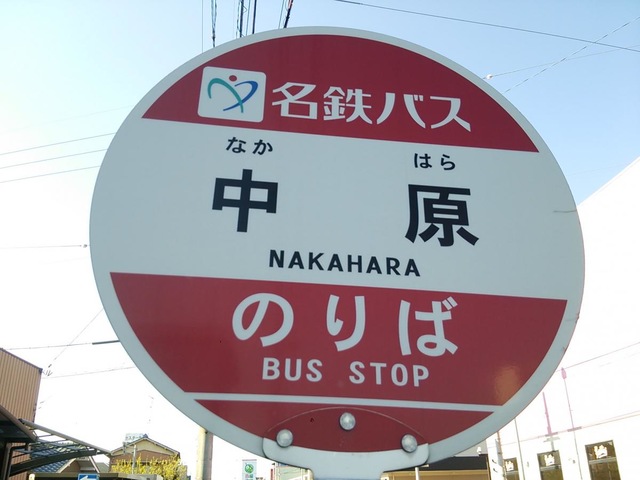 名鉄バス
なか はら
中 原
NAKAHARA
のりば
BUS STOP